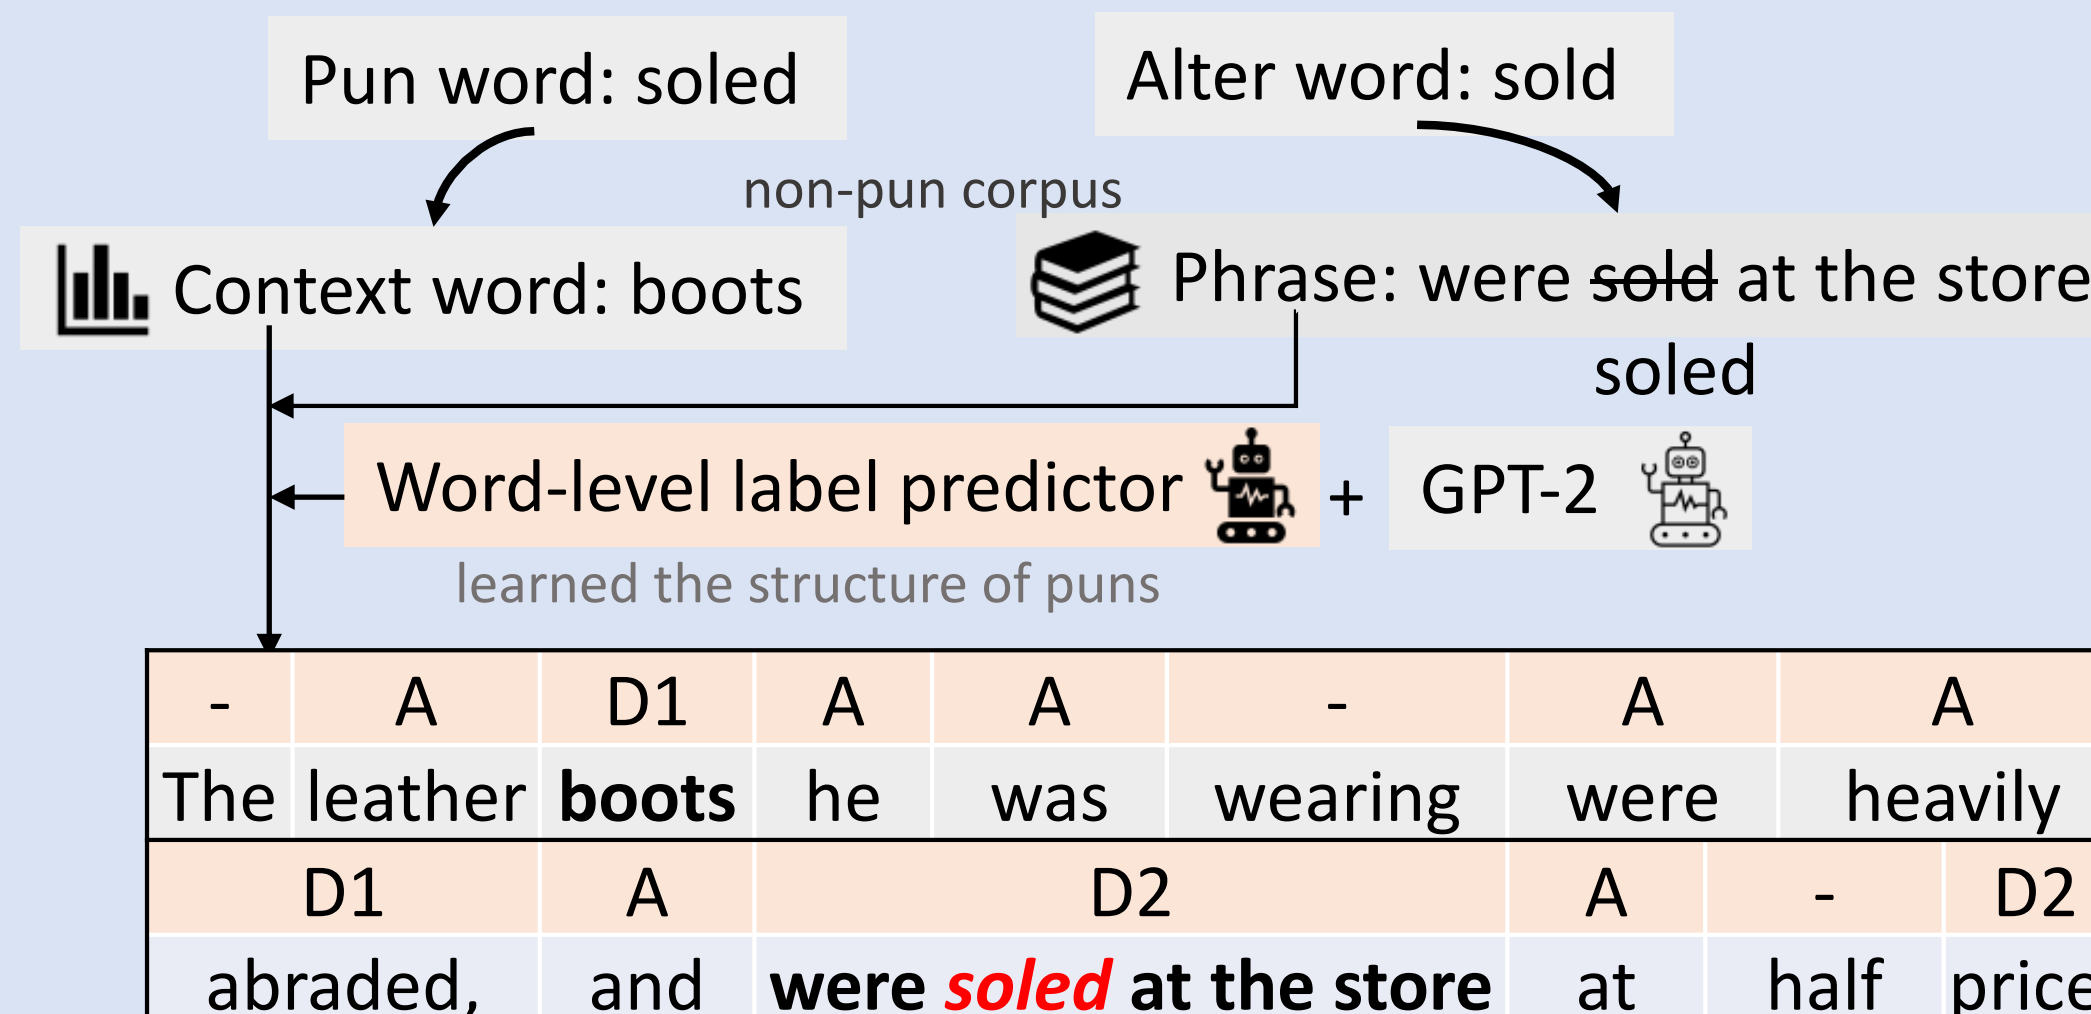 Pun word: soled
Alter word: sold
non-pun corpus
Context word: boots
Phrase: were sold at the store
soled
Word-level label predictor + GPT-2
learned the structure of puns
- A D1 A A - A A
The leather boots he was wearing were heavily
D1 A D2 A - D2
abraded, and were soled at the store at half price